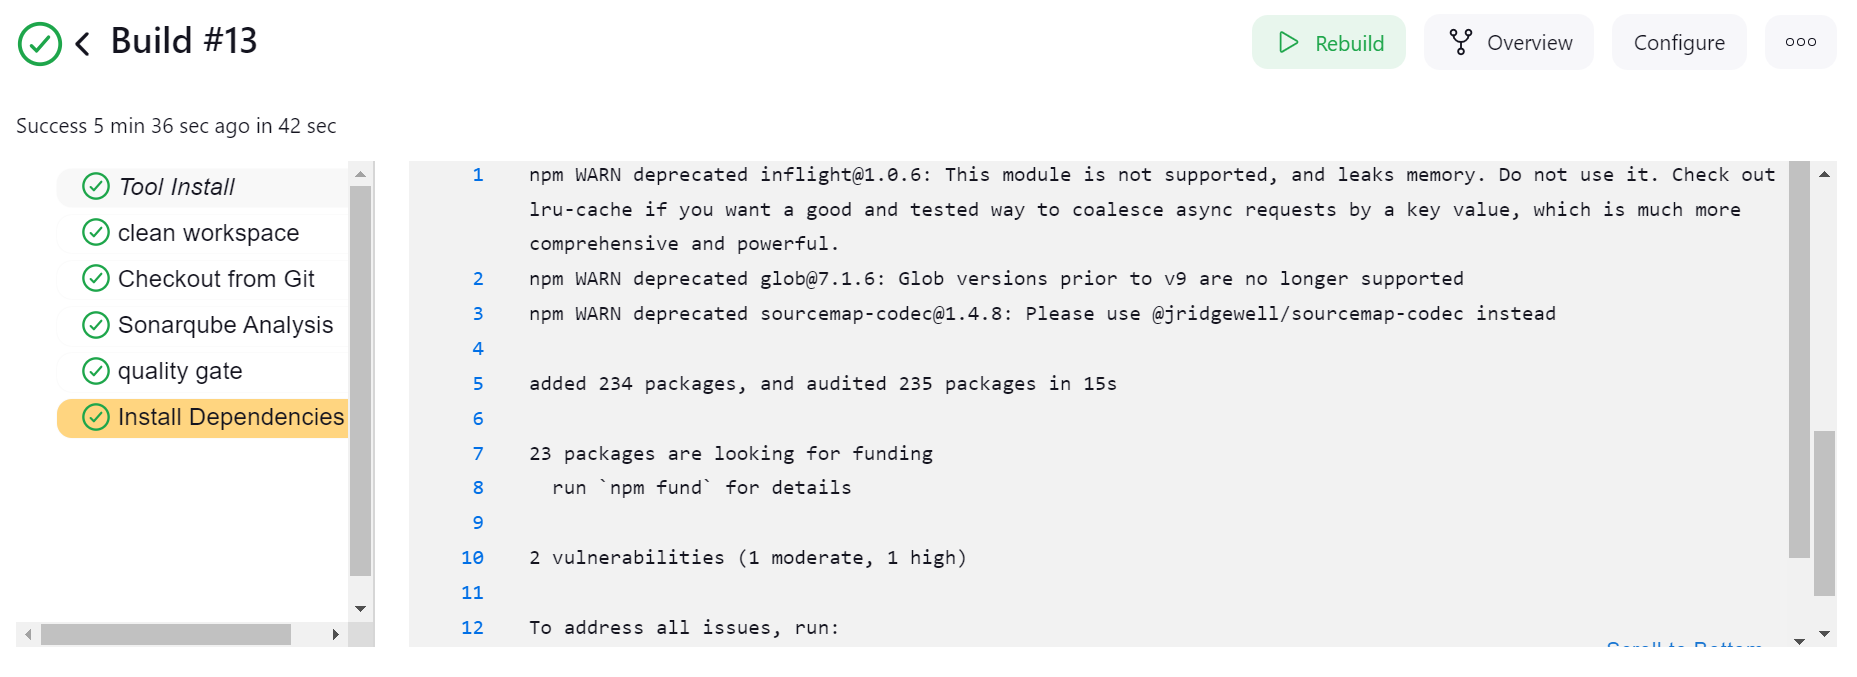 Build #13
Rebuild
Overview
Configure
Success 5 min 36 sec ago in 42 sec
Tool Install
clean workspace
Checkout from Git
Sonarqube Analysis
quality gate
Install Dependencies
1 npm WARN deprecated inflight@1.0.6: This module is not supported, and leaks memory. Do not use it. Check out
lru-cache if you want a good and tested way to coalesce async requests by a key value, which is much more
comprehensive and powerful.
2 npm WARN deprecated glob@7.1.6: Glob versions prior to v9 are no longer supported
3 npm WARN deprecated sourcemap-codec@1.4.8: Please use @jridgewell/sourcemap-codec instead
4
5 added 234 packages, and audited 235 packages in 15s
6
7 23 packages are looking for funding
8 run `npm fund` for details
9
10 2 vulnerabilities (1 moderate, 1 high)
11
12 To address all issues, run:
Scroll to Bottom